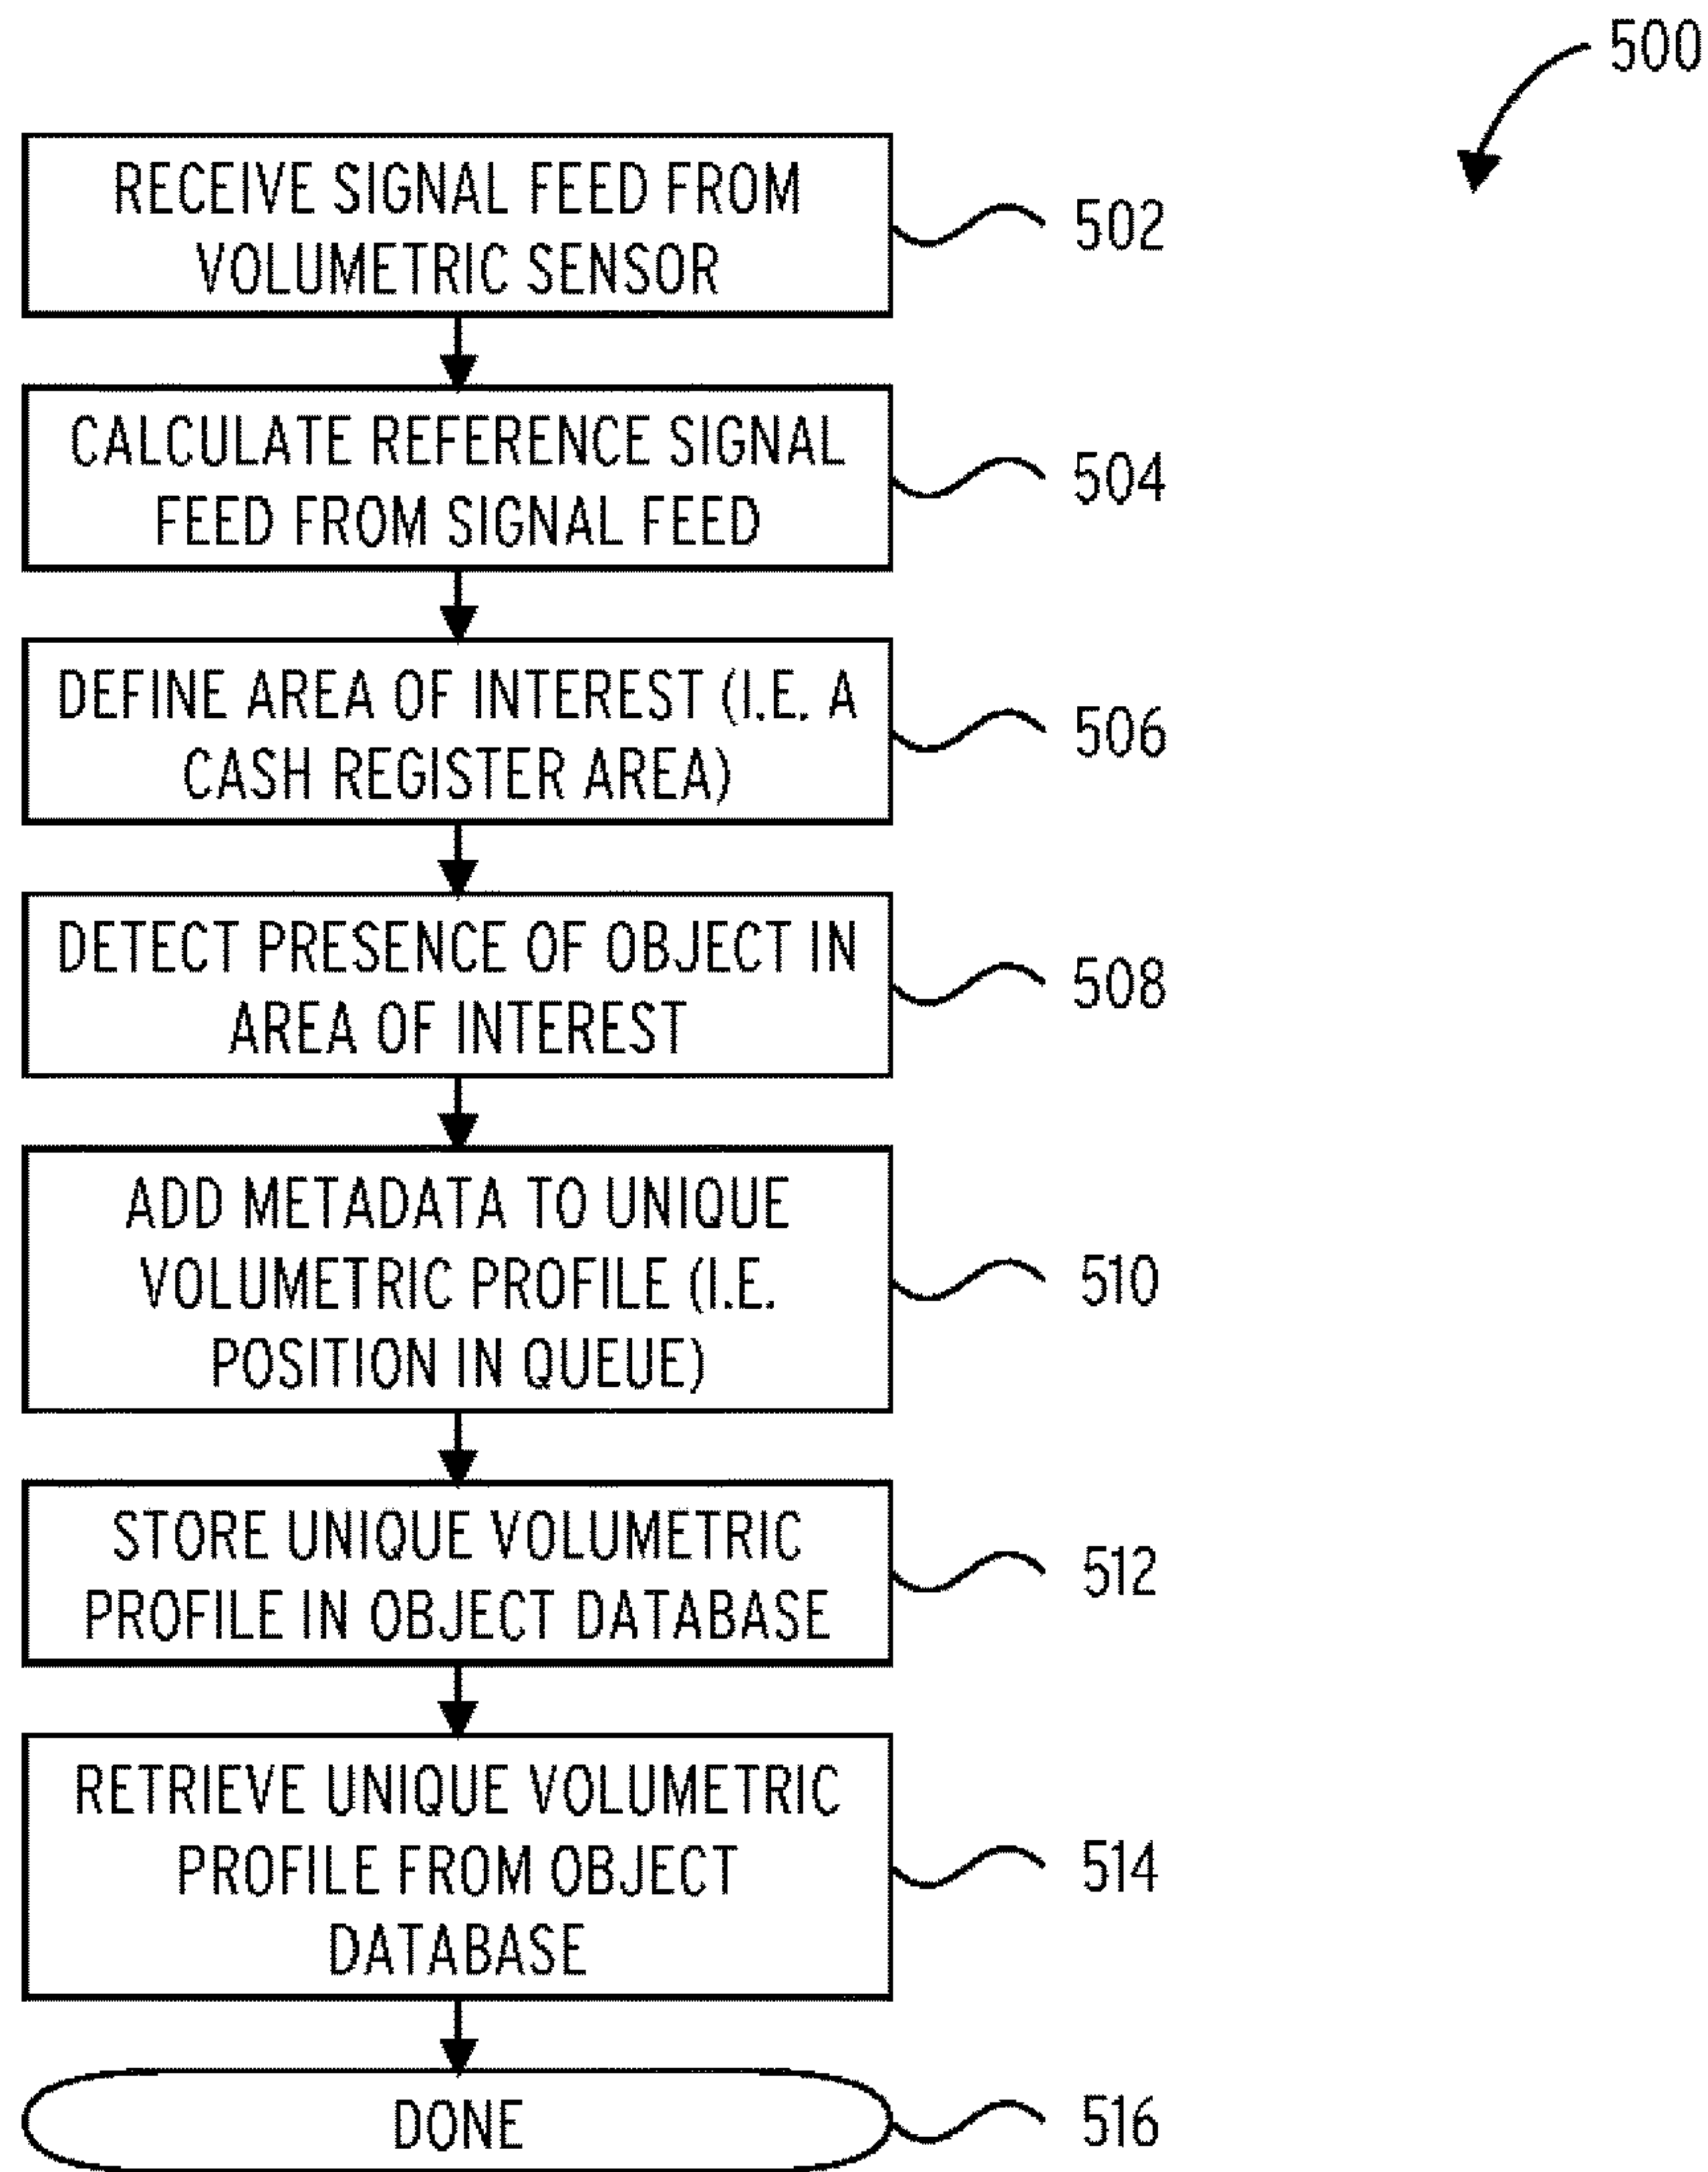 500
RECEIVE SIGNAL FEED FROM
VOLUMETRIC SENSOR
502
CALCULATE REFERENCE SIGNAL
FEED FROM SIGNAL FEED
504
DEFINE AREA OF INTEREST (I.E. A
CASH REGISTER AREA)
506
DETECT PRESENCE OF OBJECT IN
AREA OF INTEREST
508
ADD METADATA TO UNIQUE
VOLUMETRIC PROFILE (I.E.
POSITION IN QUEUE)
510
STORE UNIQUE VOLUMETRIC
PROFILE IN OBJECT DATABASE
512
RETRIEVE UNIQUE VOLUMETRIC
PROFILE FROM OBJECT
DATABASE
514
DONE
516